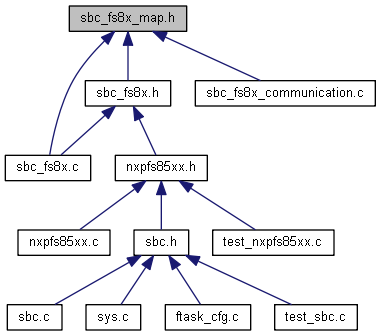 sbc_fs8x_map.h
sbc_fs8x.h
sbc_fs8x_communication.c
sbc_fs8x.c
nxpfs85xx.h
nxpfs85xx.c
sbc.h
test_nxpfs85xx.c
sbc.c
sys.c
ftask_cfg.c
test_sbc.c